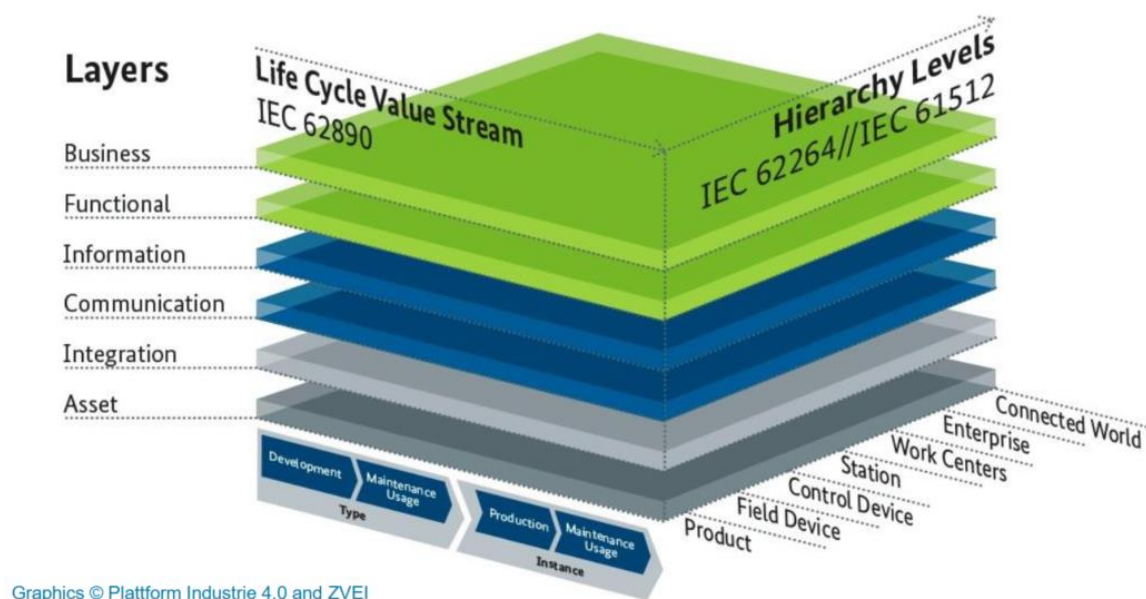 Layers
Life Cycle Value Stream
IEC 62890
Hierarchy Levels
IEC 62264//IEC 61512
Business
Functional
Information
Communication
Integration
Asset
Development
Maintenance
Usage
Type
Production
Maintenance
Usage
Instance
Product
Field Device
Control Device
Station
Work Centers
Enterprise
Connected World
Graphics © Plattform Industrie 4.0 and ZVEI